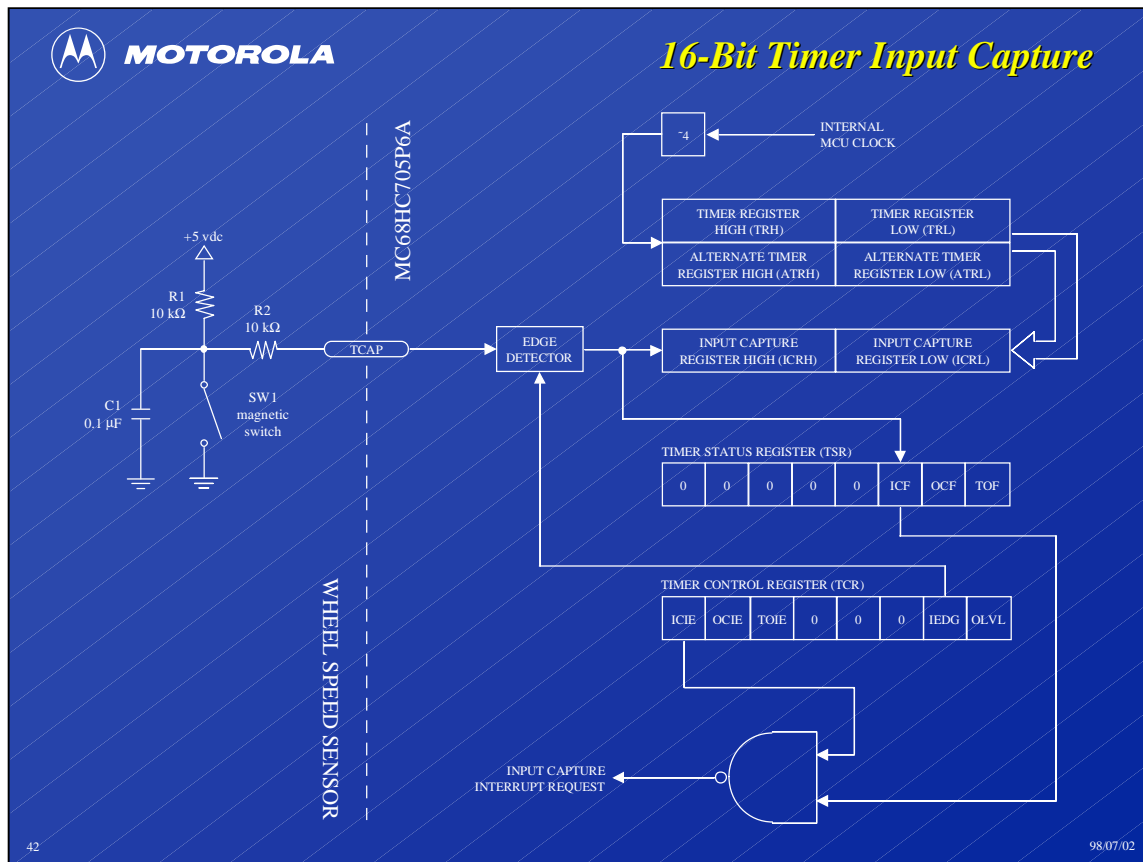 MOTOROLA
16-Bit Timer Input Capture
MC68HC705P6A
INTERNAL
MCU CLOCK
-4
TIMER REGISTER
HIGH (TRH)
TIMER REGISTER
LOW (TRL)
ALTERNATE TIMER
REGISTER HIGH (ATRH)
ALTERNATE TIMER
REGISTER LOW (ATRL)
+5 vdc
R1
10 kΩ
R2
10 kΩ
TCAP
EDGE
DETECTOR
INPUT CAPTURE
REGISTER HIGH (ICRH)
INPUT CAPTURE
REGISTER LOW (ICRL)
C1
0.1 µF
SW1
magnetic
switch
TIMER STATUS REGISTER (TSR)
0 0 0 0 0 ICF OCF TOF
TIMER CONTROL REGISTER (TCR)
ICIE OCIE TOIE 0 0 0 IEDG OLVL
WHEEL SPEED SENSOR
INPUT CAPTURE
INTERRUPT REQUEST
42
98/07/02